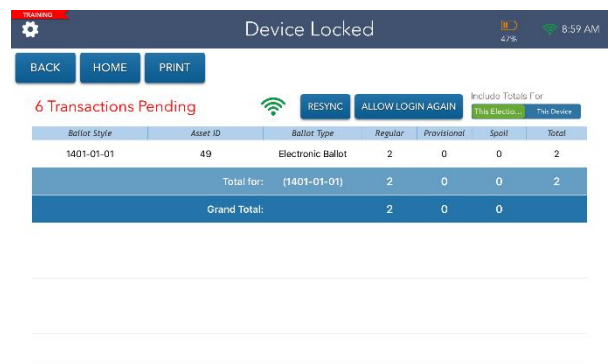 TRAINING
Device Locked
47%
8:59 AM
BACK HOME PRINT
6 Transactions Pending
RESYNC ALLOW LOGIN AGAIN
Include Totals For
This Electio... This Device
Ballot Style Asset ID Ballot Type Regular Provisional Spoil Total
1401-01-01 49 Electronic Ballot 2 0 0 2
Total for: (1401-01-01) 2 0 0 2
Grand Total: 2 0 0